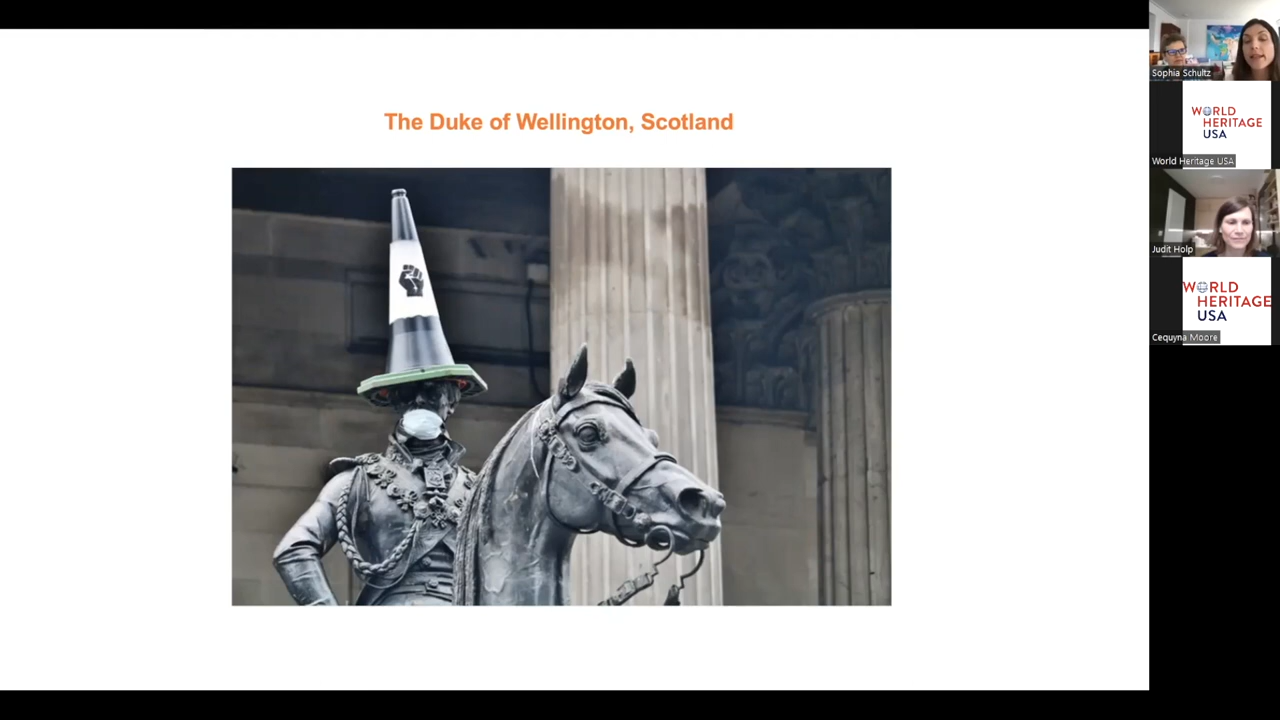 The Duke of Wellington, Scotland
Sophia Schultz
WORLD
HERITAGE
USA
World Heritage USA
Judit Holp
WORLD
HERITAGE
USA
Cequyna Moore